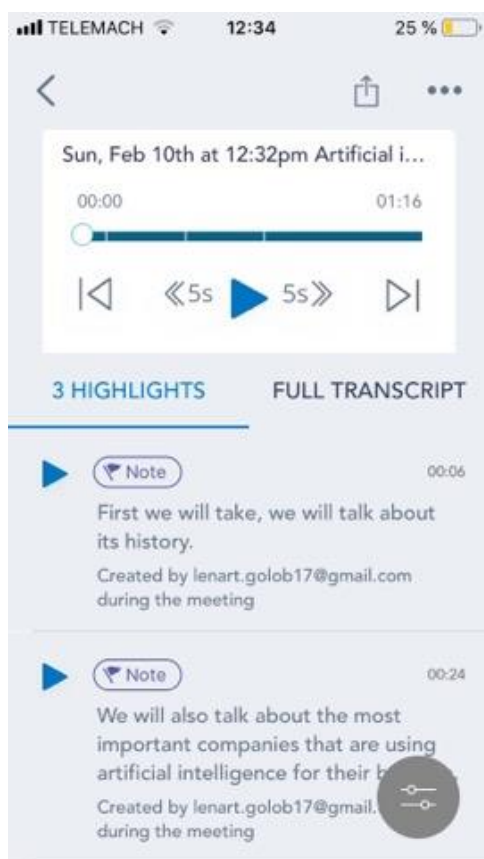 TELEMACH 12:34 25 %
Sun, Feb 10th at 12:32pm Artificial i...
00:00 01:16
5s 5s
3 HIGHLIGHTS FULL TRANSCRIPT
Note 00:06
First we will take, we will talk about
its history.
Created by lenart.golob17@gmail.com
during the meeting
Note 00:24
We will also talk about the most
important companies that are using
artificial intelligence for their
Created by lenart.golob17@gmail.
during the meeting